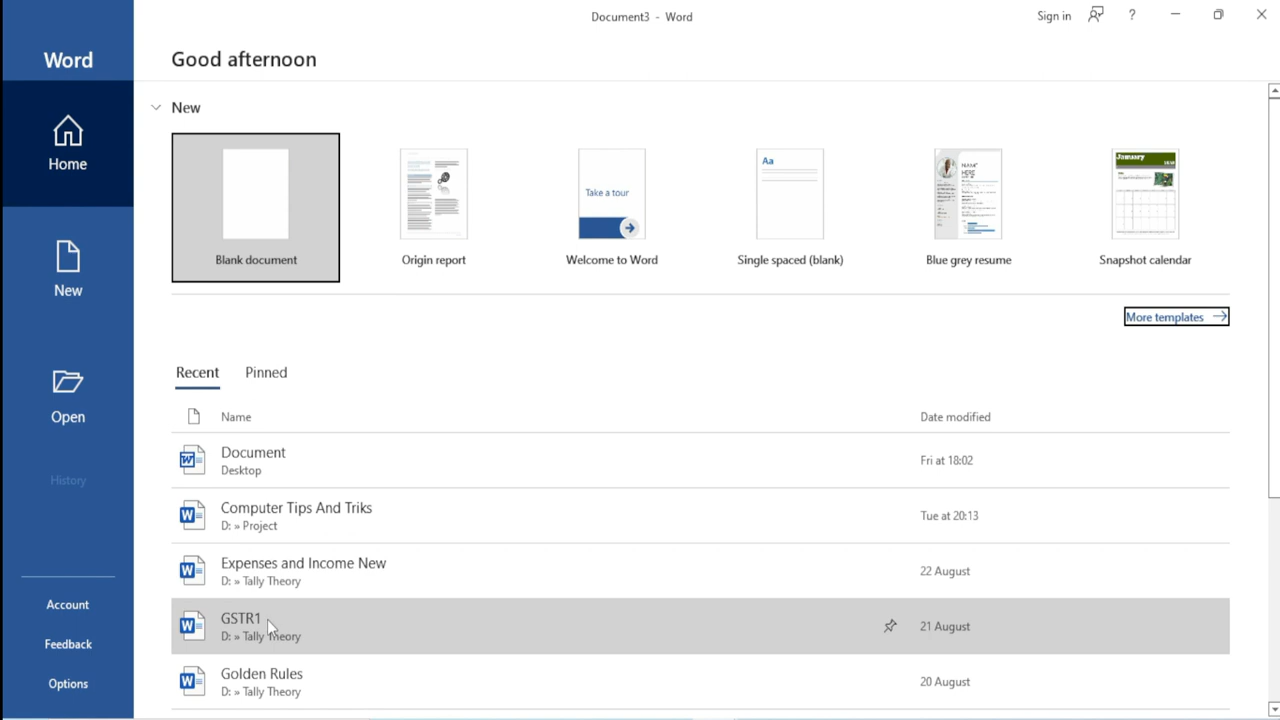 Document3 - Word
Sign in
?
Word
Good afternoon
Home
New
Open
History
Account
Feedback
Options
New
Blank document
Origin report
Take a tour
Welcome to Word
Aa
Single spaced (blank)
NAME
HERE
Blue grey resume
January
Snapshot calendar
More templates
Recent Pinned
Name Date modified
Document
Desktop
Fri at 18:02
Computer Tips And Triks
D: » Project
Tue at 20:13
Expenses and Income New
D: » Tally Theory
22 August
GSTR1
D: » Tally Theory
21 August
Golden Rules
D: » Tally Theory
20 August